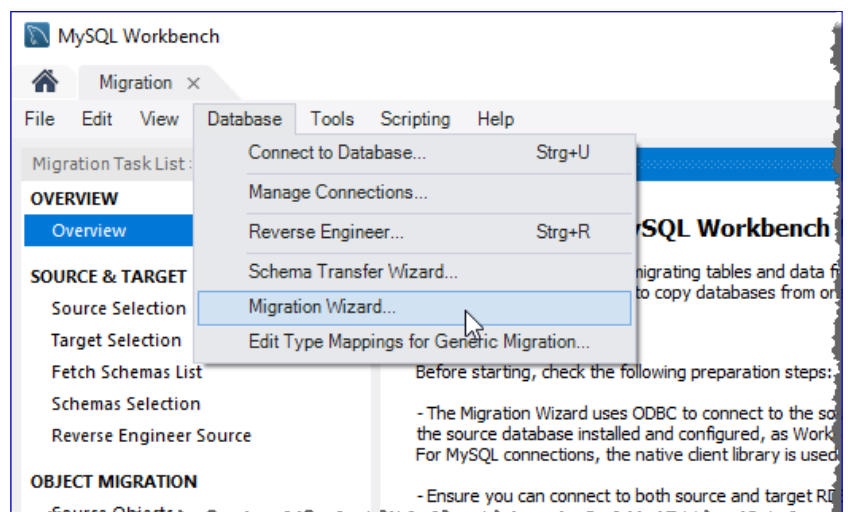 MySQL Workbench
Migration ×
File Edit View Database Tools Scripting Help
Migration Task List
OVERVIEW
Overview
SOURCE & TARGET
Source Selection
Target Selection
Fetch Schemas List
Schemas Selection
Reverse Engineer Source
OBJECT MIGRATION
Connect to Database... Strg+U
Manage Connections...
Reverse Engineer... Strg+R
Schema Transfer Wizard...
Migration Wizard...
Edit Type Mappings for Generic Migration...
SQL Workbench
migrating tables and data
to copy databases from
Before starting, check the following preparation steps:
- The Migration Wizard uses ODBC to connect to the
the source database installed and configured, as
For MySQL connections, the native client library is used
- Ensure you can connect to both source and target